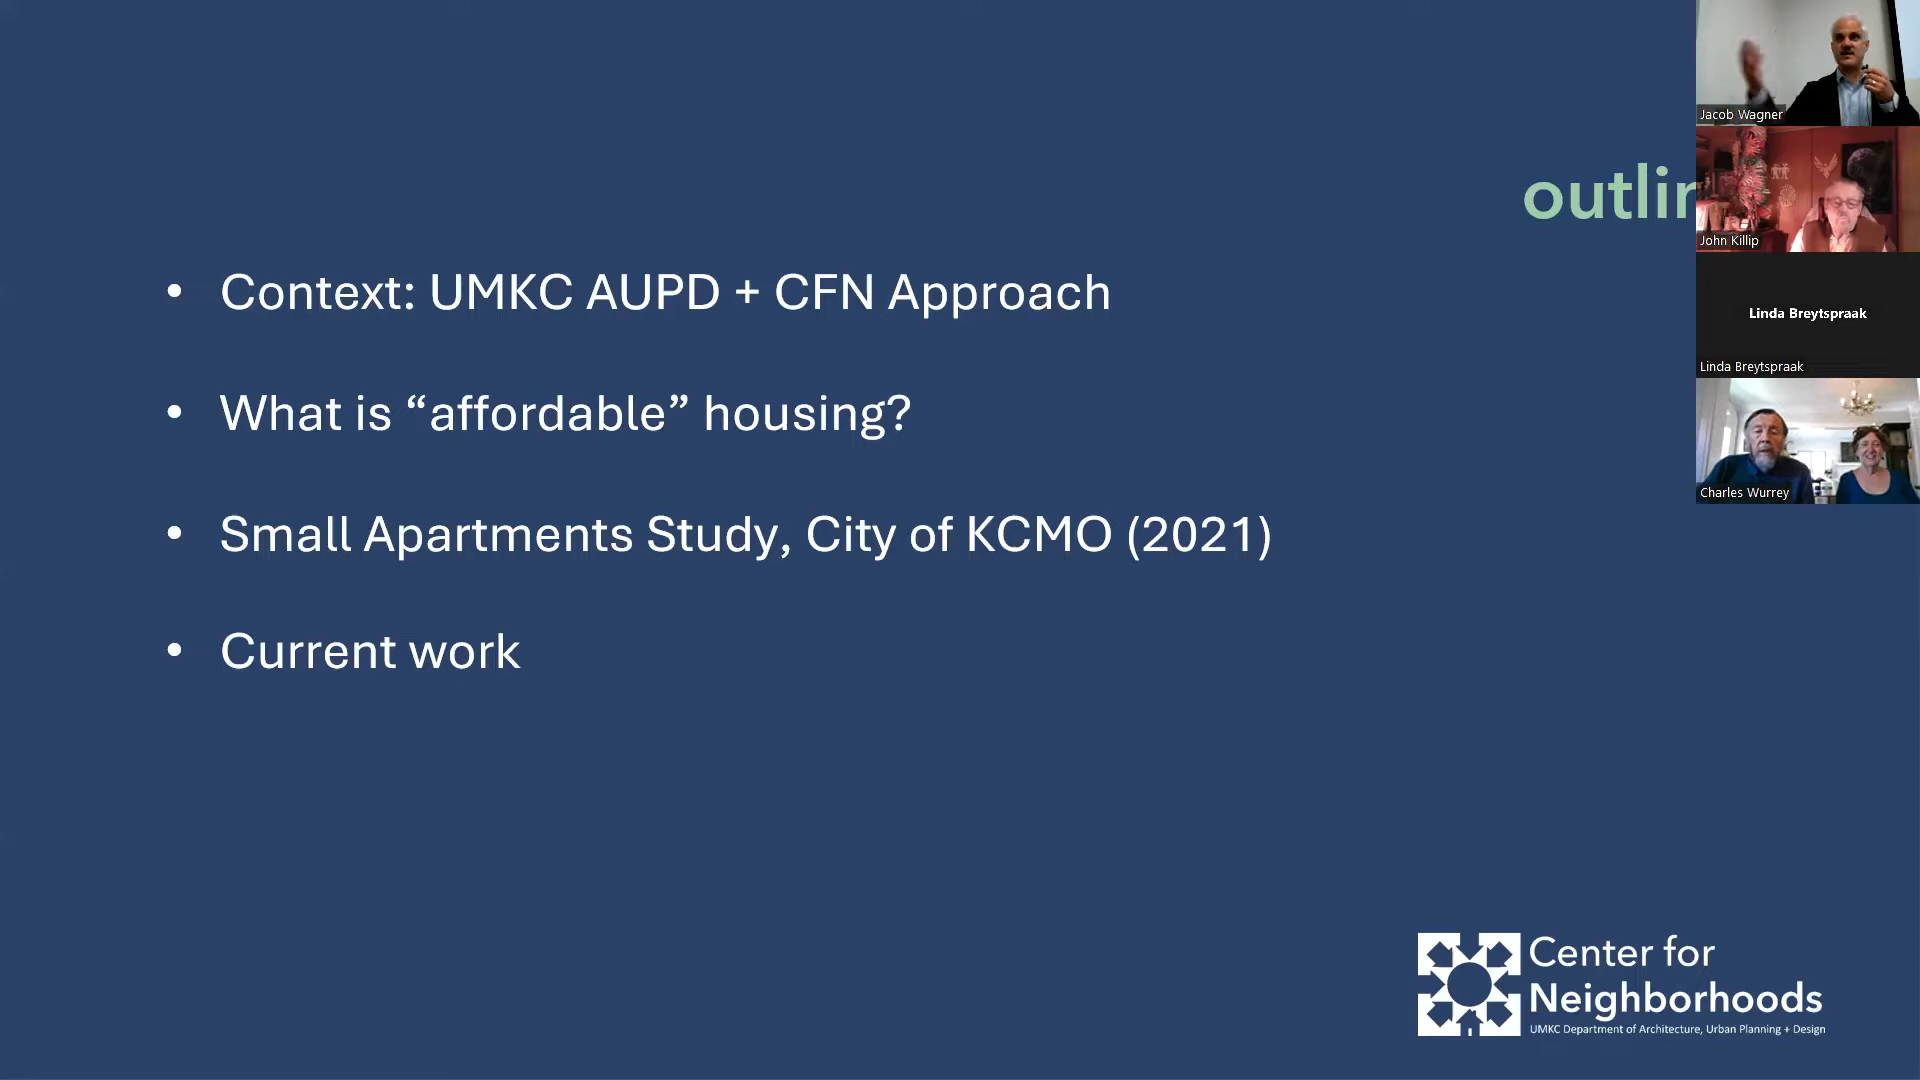 outlin
• Context: UMKC AUPD + CFN Approach
• What is “affordable” housing?
• Small Apartments Study, City of KCMO (2021)
• Current work
Jacob Wagner
John Killip
Linda Breytspraak
Linda Breytspraak
Charles Wurrey
Center for
Neighborhoods
UMKC Department of Architecture, Urban Planning + Design